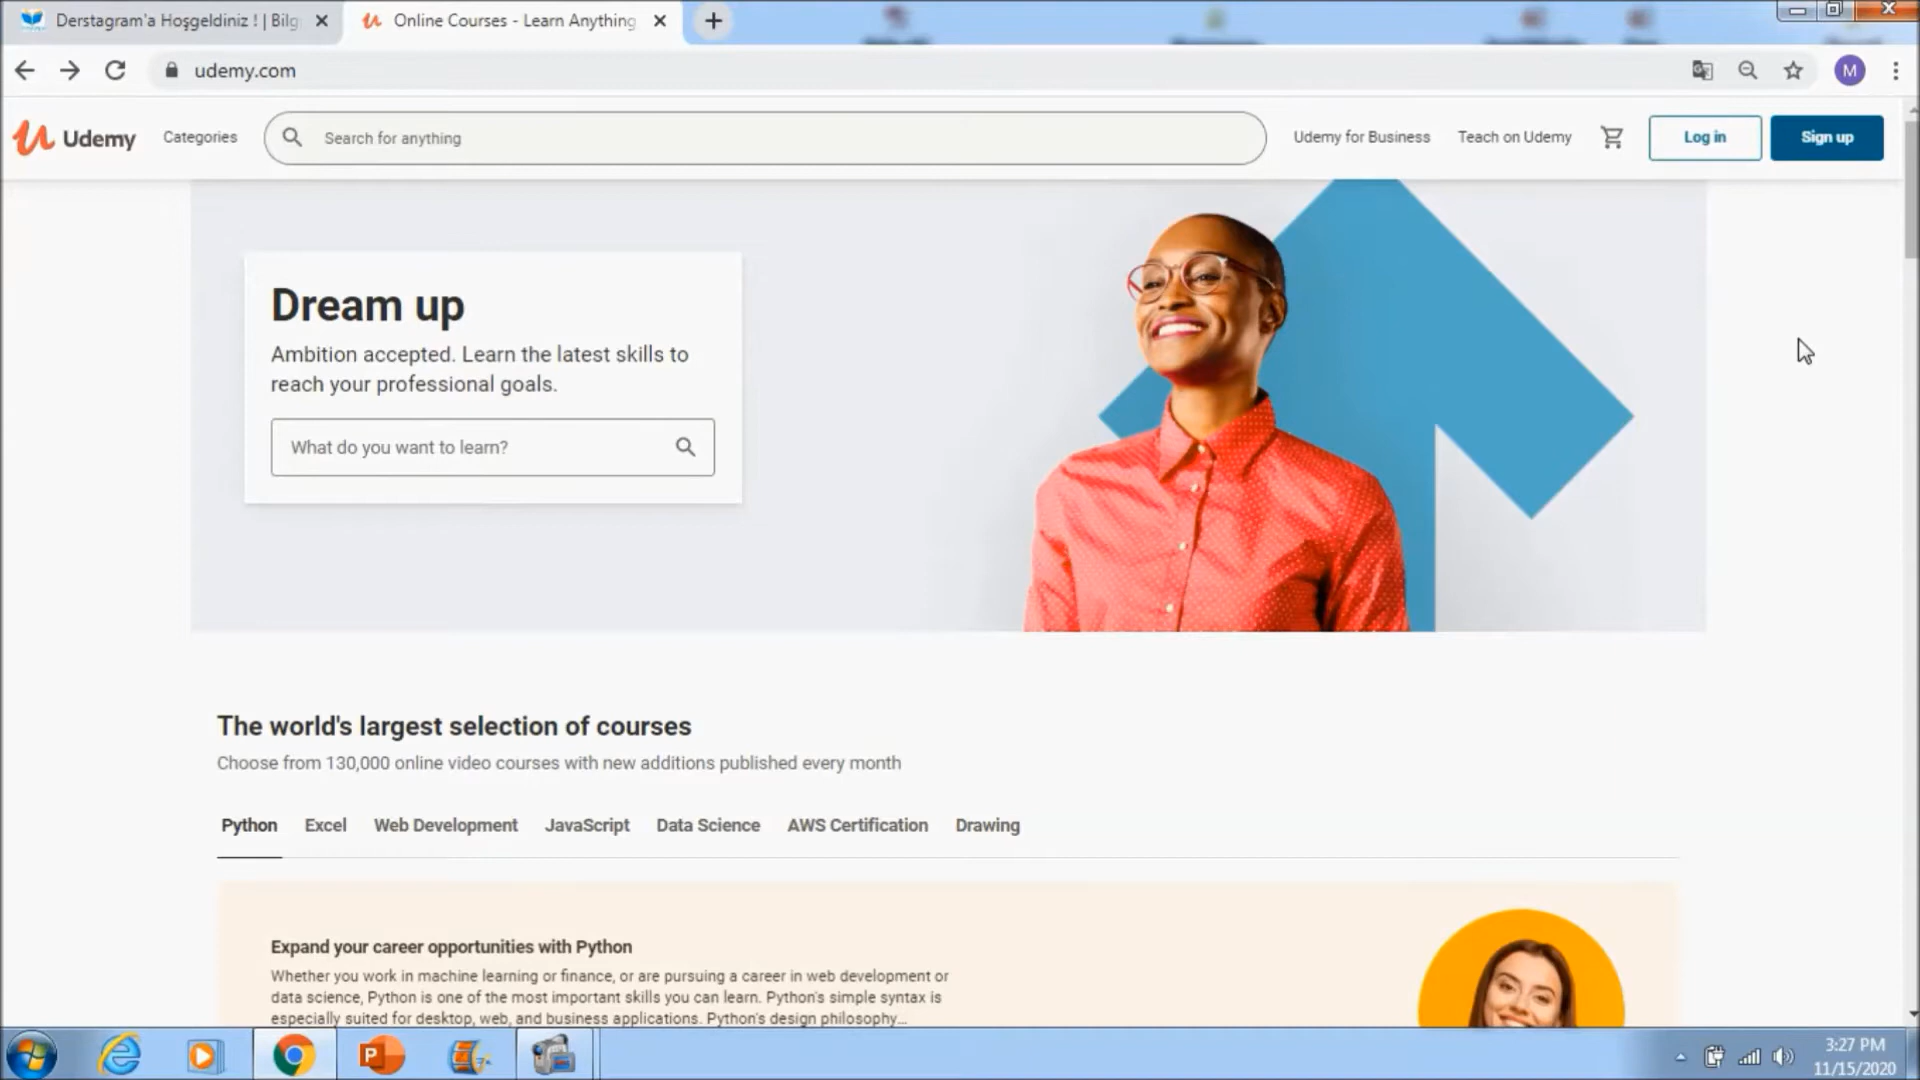 Derstagram'a Hoşgeldiniz ! | Bilg
Online Courses - Learn Anything
udemy.com
M
Udemy
Categories
Search for anything
Udemy for Business
Teach on Udemy
Log in
Sign up
Dream up
Ambition accepted. Learn the latest skills to
reach your professional goals.
What do you want to learn?
The world's largest selection of courses
Choose from 130,000 online video courses with new additions published every month
Python Excel Web Development JavaScript Data Science AWS Certification Drawing
Expand your career opportunities with Python
Whether you work in machine learning or finance, or are pursuing a career in web development or
data science, Python is one of the most important skills you can learn. Python's simple syntax is
especially suited for desktop, web, and business applications. Python's design philosophy...
3:27 PM
11/15/2020